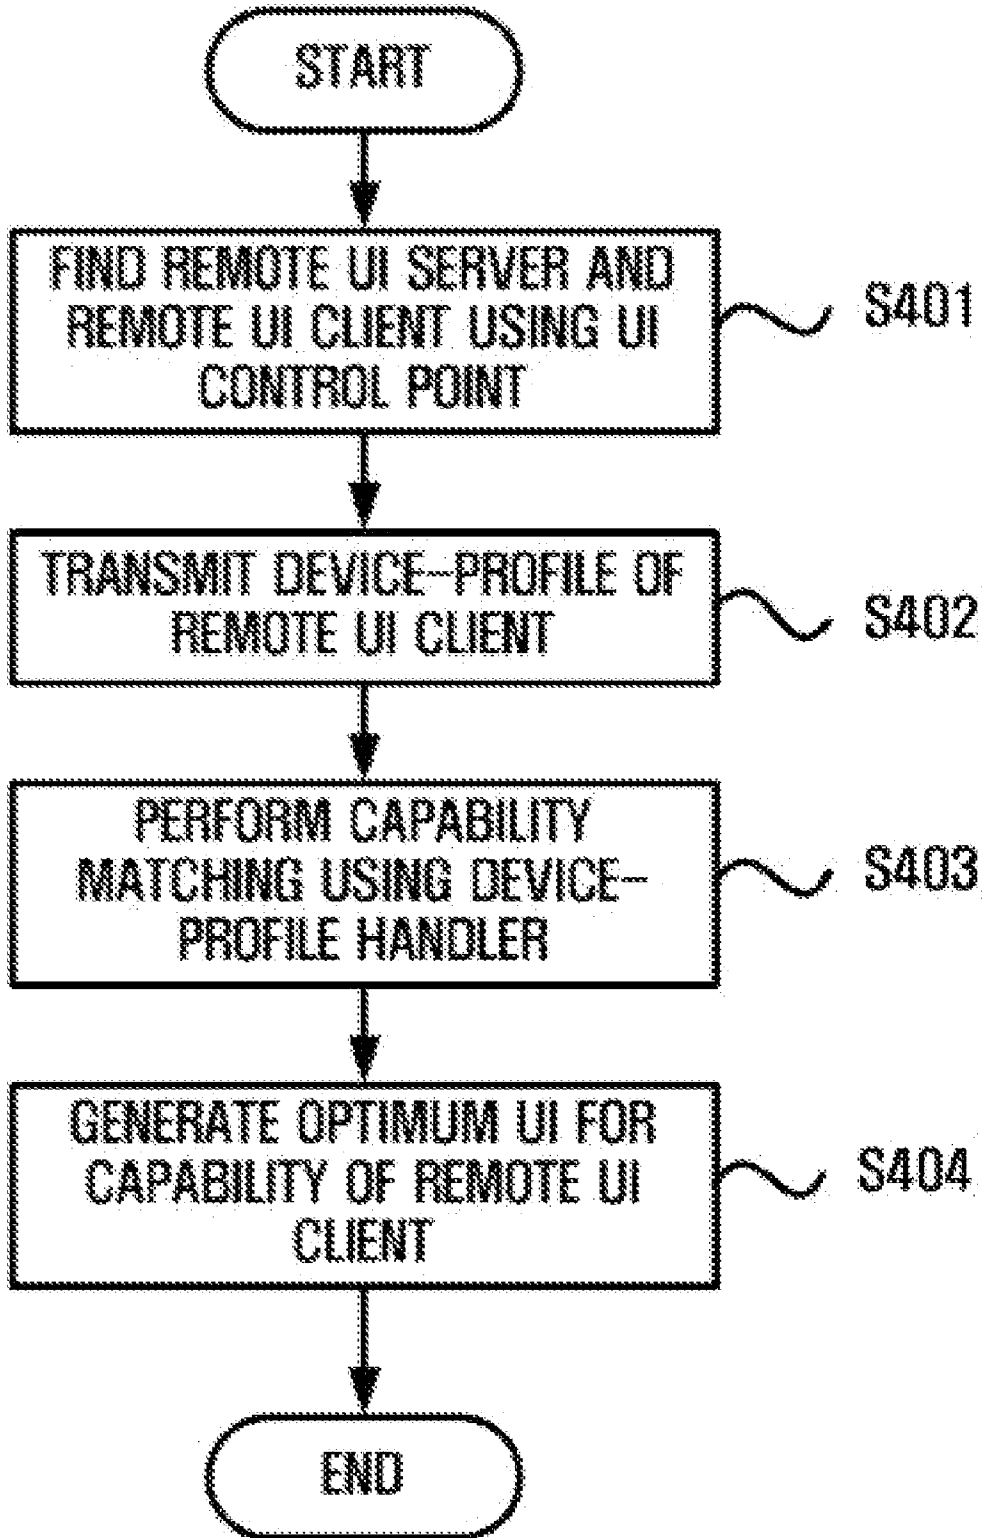 START
FIND REMOTE UI SERVER AND
REMOTE UI CLIENT USING UI
CONTROL POINT
S401
TRANSMIT DEVICE-PROFILE OF
REMOTE UI CLIENT
S402
PERFORM CAPABILITY
MATCHING USING DEVICE-
PROFILE HANDLER
S403
GENERATE OPTIMUM UI FOR
CAPABILITY OF REMOTE UI
CLIENT
S404
END